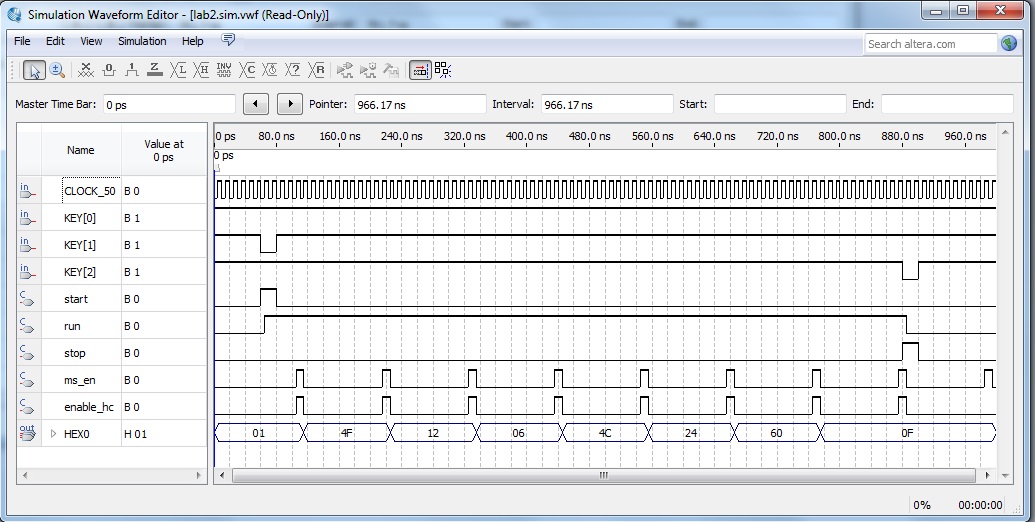 Simulation Waveform Editor - [lab2.sim.vwf (Read-Only)]
File Edit View Simulation Help
Search altera.com
Master Time Bar: 0 ps Pointer: 966.17 ns Interval: 966.17 ns Start: End:
Name Value at 0 ps
0 ps 80.0 ns 160.0 ns 240.0 ns 320.0 ns 400.0 ns 480.0 ns 560.0 ns 640.0 ns 720.0 ns 800.0 ns 880.0 ns 960.0 ns
0 ps
in CLOCK_50 B 0
in KEY[0] B 1
in KEY[1] B 1
in KEY[2] B 1
C start B 0
C run B 0
C stop B 0
C ms_en B 0
C enable_hc B 0
out HEX0 H 01 01 4F 12 06 4C 24 60 0F
0% 00:00:00